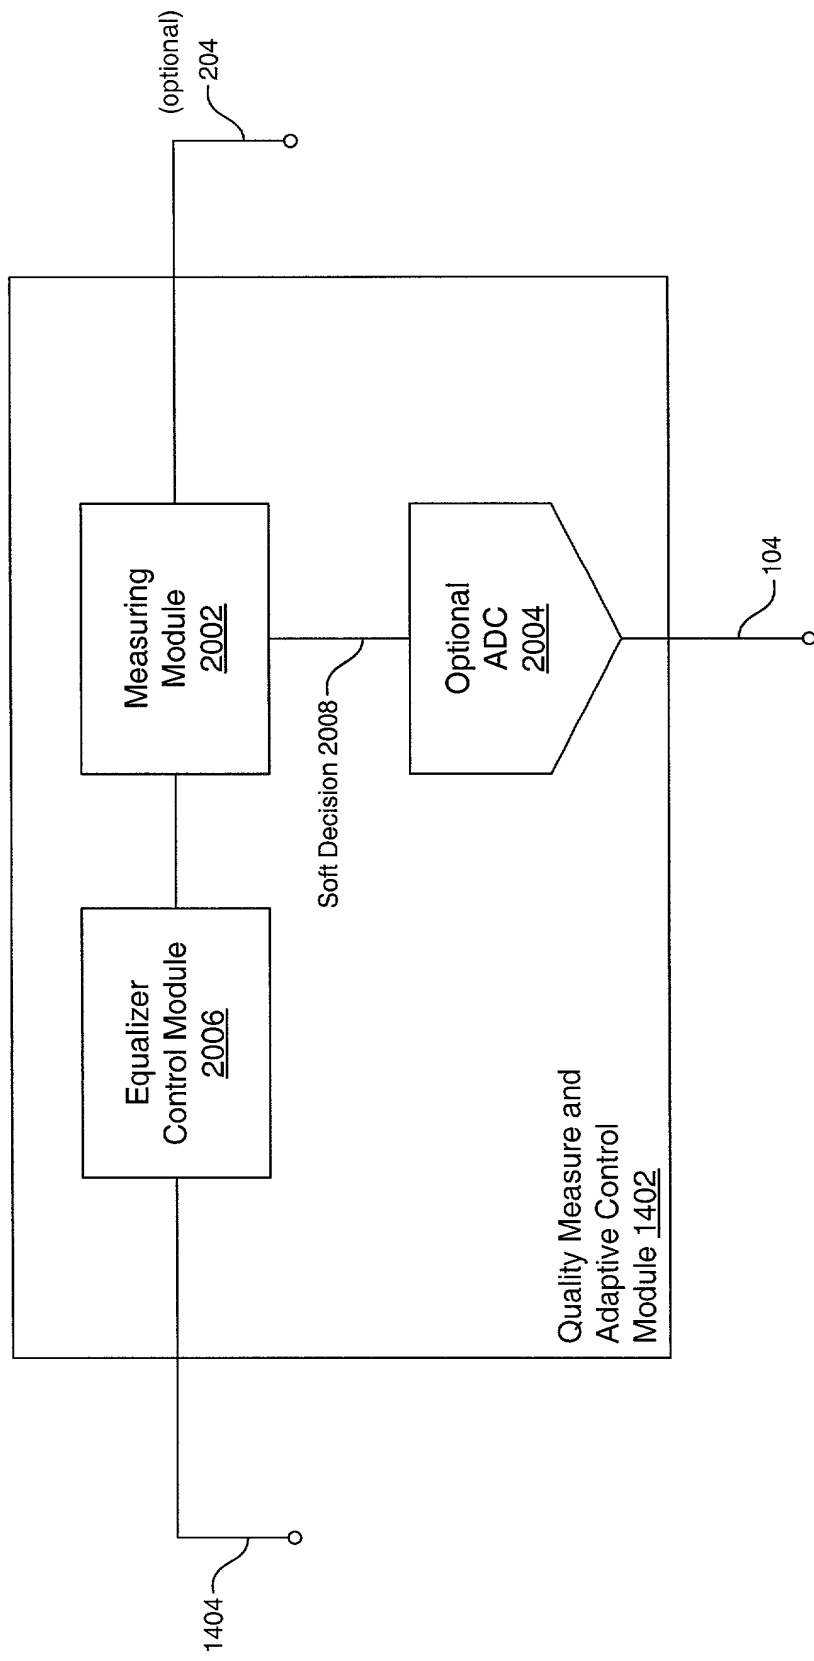 (optional)
204
1404
Equalizer
Control Module
2006
Measuring
Module
2002
Soft Decision 2008
Optional
ADC
2004
Quality Measure and
Adaptive Control
Module 1402
104